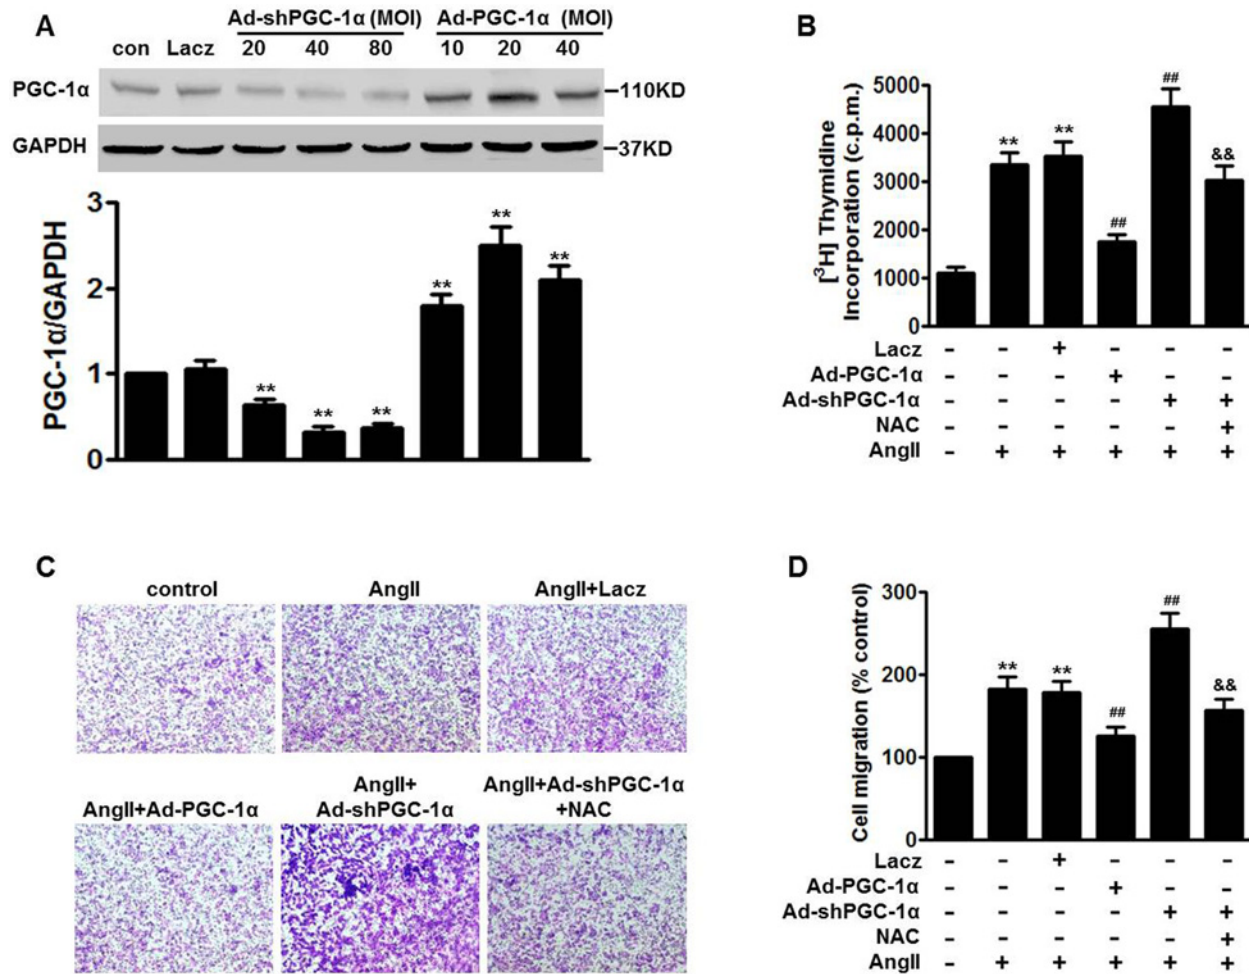 A
Ad-shPGC-1α (MOI) Ad-PGC-1α (MOI)
con Lacz 20 40 80 10 20 40
PGC-1α 110KD
GAPDH 37KD
PGC-1α/GAPDH
3
2
1
0
** ** ** ** ** **
B
[³H] Thymidine
Incorporation (c.p.m.)
5000
4000
3000
2000
1000
0
** ** ## ## &&
Lacz - - + - - -
Ad-PGC-1α - - - + - -
Ad-shPGC-1α - - - - + +
NAC - - - - - +
AngII - + + + + +
C
control AngII AngII+Lacz
AngII+Ad-PGC-1α
AngII+
Ad-shPGC-1α
AngII+Ad-shPGC-1α
+NAC
D
Cell migration (% control)
300
200
100
0
** ** ## ## &&
Lacz - - + - - -
Ad-PGC-1α - - - + - -
Ad-shPGC-1α - - - - + +
NAC - - - - - +
AngII - + + + + +